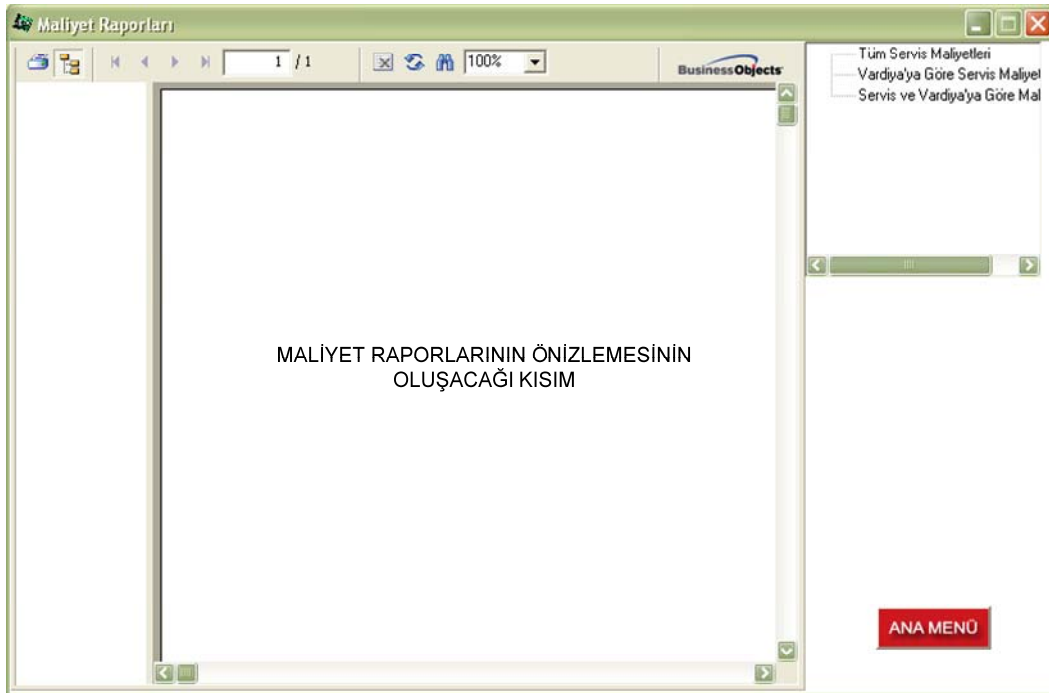 Maliyet Raporları
1 / 1
100%
BusinessObjects
Tüm Servis Maliyetleri
Vardiya'ya Göre Servis Maliyet
Servis ve Vardiya'ya Göre Mal
MALİYET RAPORLARININ ÖNİZLEMESİNİN
OLUŞACAĞI KISIM
ANA MENÜ